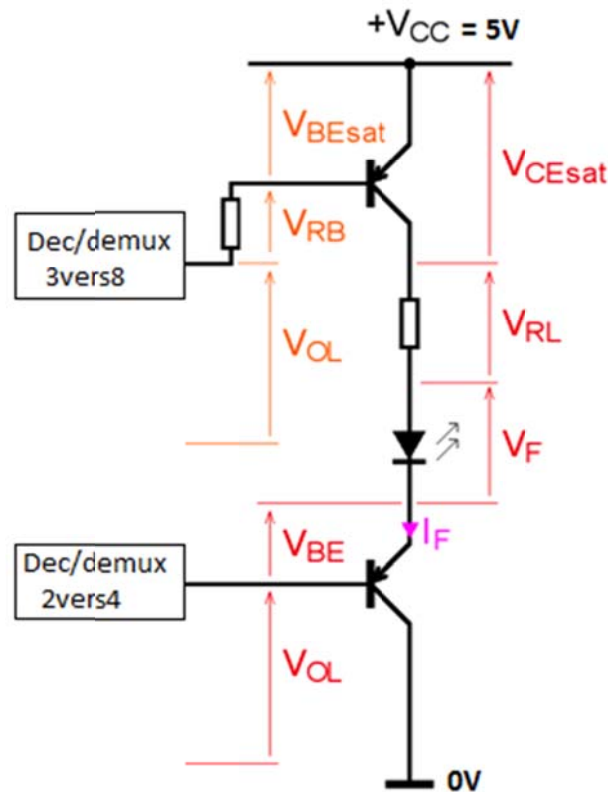 +VCC = 5V
VBEsat
VCEsat
VRB
Dec/demux
3vers8
VOL
VRL
VF
IF
VBE
Dec/demux
2vers4
VOL
0V